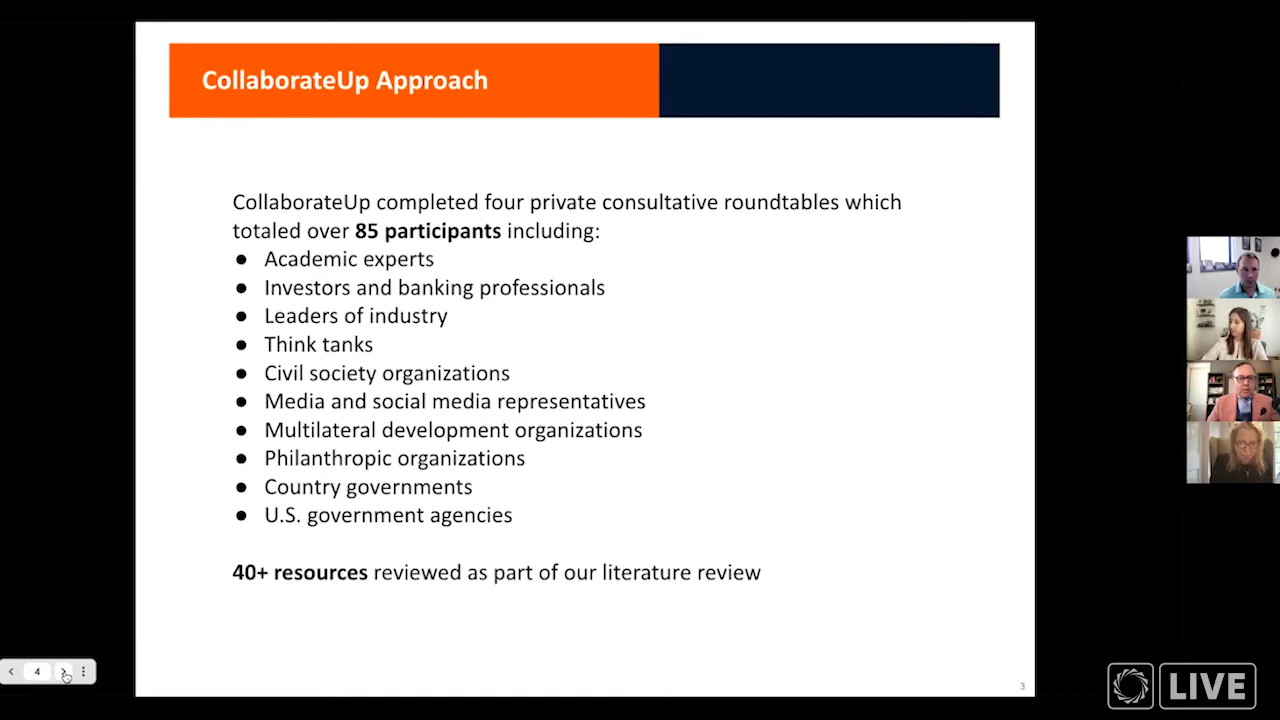 CollaborateUp Approach
CollaborateUp completed four private consultative roundtables which
totaled over 85 participants including:
● Academic experts
● Investors and banking professionals
● Leaders of industry
● Think tanks
● Civil society organizations
● Media and social media representatives
● Multilateral development organizations
● Philanthropic organizations
● Country governments
● U.S. government agencies
40+ resources reviewed as part of our literature review
3
4
LIVE